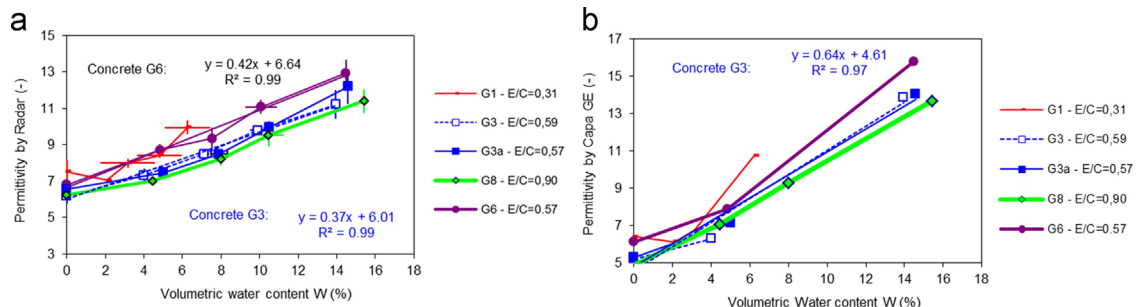 a
Permittivity by Radar (-)
15
13
11
9
7
5
3
0 2 4 6 8 10 12 14 16 18
Volumetric water content W (%)
Concrete G6:
y = 0.42x + 6.64
R² = 0.99
Concrete G3:
y = 0.37x + 6.01
R² = 0.99
G1 - E/C=0,31
G3 - E/C=0,59
G3a - E/C=0,57
G8 - E/C=0,90
G6 - E/C=0.57
b
Permittivity by Capa GE (-)
17
15
13
11
9
7
5
0 2 4 6 8 10 12 14 16 18
Volumetric Water content W (%)
Concrete G3:
y = 0.64x + 4.61
R² = 0.97
G1 - E/C=0,31
G3 - E/C=0,59
G3a - E/C=0,57
G8 - E/C=0,90
G6 - E/C=0.57